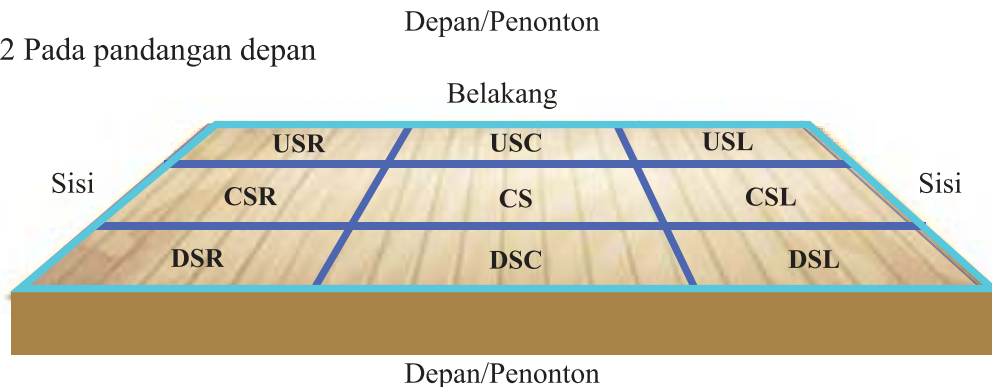 Depan/Penonton
2 Pada pandangan depan
Belakang
USR USC USL
Sisi Sisi
CSR CS CSL
DSR DSC DSL
Depan/Penonton